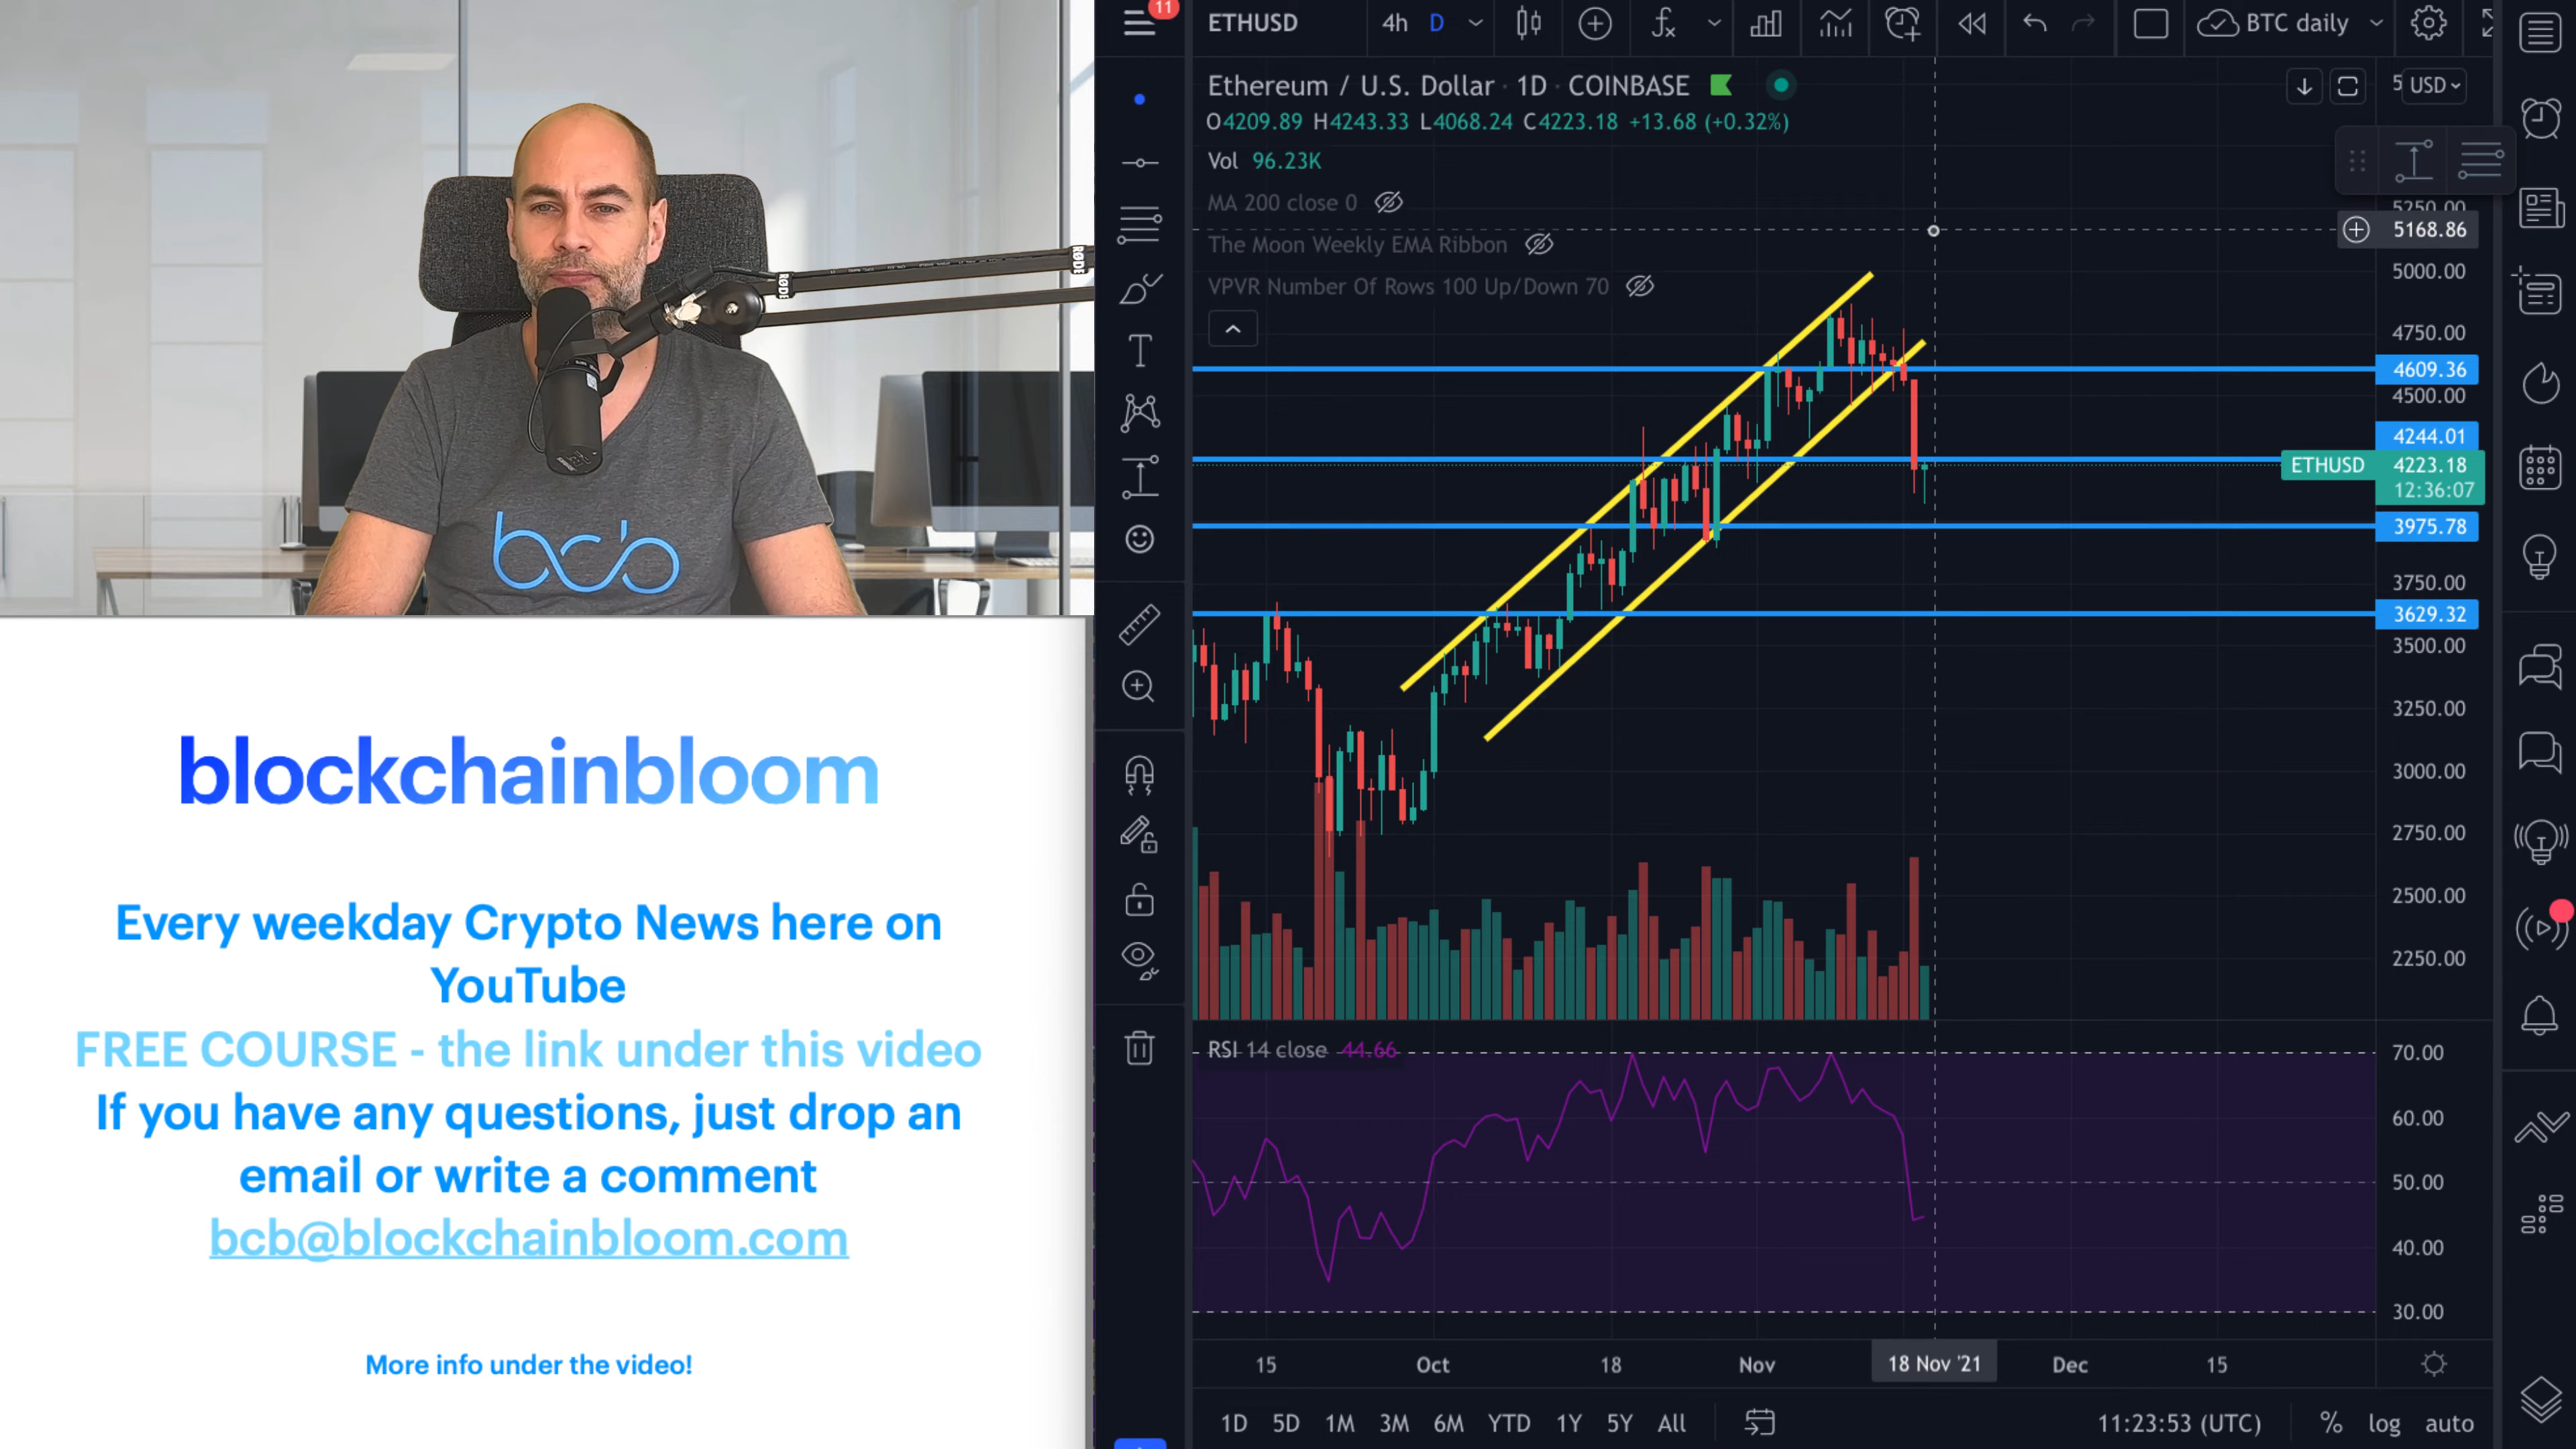 RØDE
RØDE
bcb
blockchainbloom
Every weekday Crypto News here on
YouTube
FREE COURSE - the link under this video
If you have any questions, just drop an
email or write a comment
bcb@blockchainbloom.com
More info under the video!
11
ETHUSD
4h
D
BTC daily
Ethereum / U.S. Dollar · 1D · COINBASE
O4209.89 H4243.33 L4068.24 C4223.18 +13.68 (+0.32%)
Vol 96.23K
MA 200 close 0
The Moon Weekly EMA Ribbon
VPVR Number Of Rows 100 Up/Down 70
USD
5250.00
5168.86
5000.00
4750.00
4609.36
4500.00
4244.01
ETHUSD 4223.18
12:36:07
3975.78
3750.00
3629.32
3500.00
3250.00
3000.00
2750.00
2500.00
2250.00
RSI 14 close 44.66
70.00
60.00
50.00
40.00
30.00
15 Oct 18 Nov 18 Nov '21 Dec 15
1D 5D 1M 3M 6M YTD 1Y 5Y All
11:23:53 (UTC) % log auto